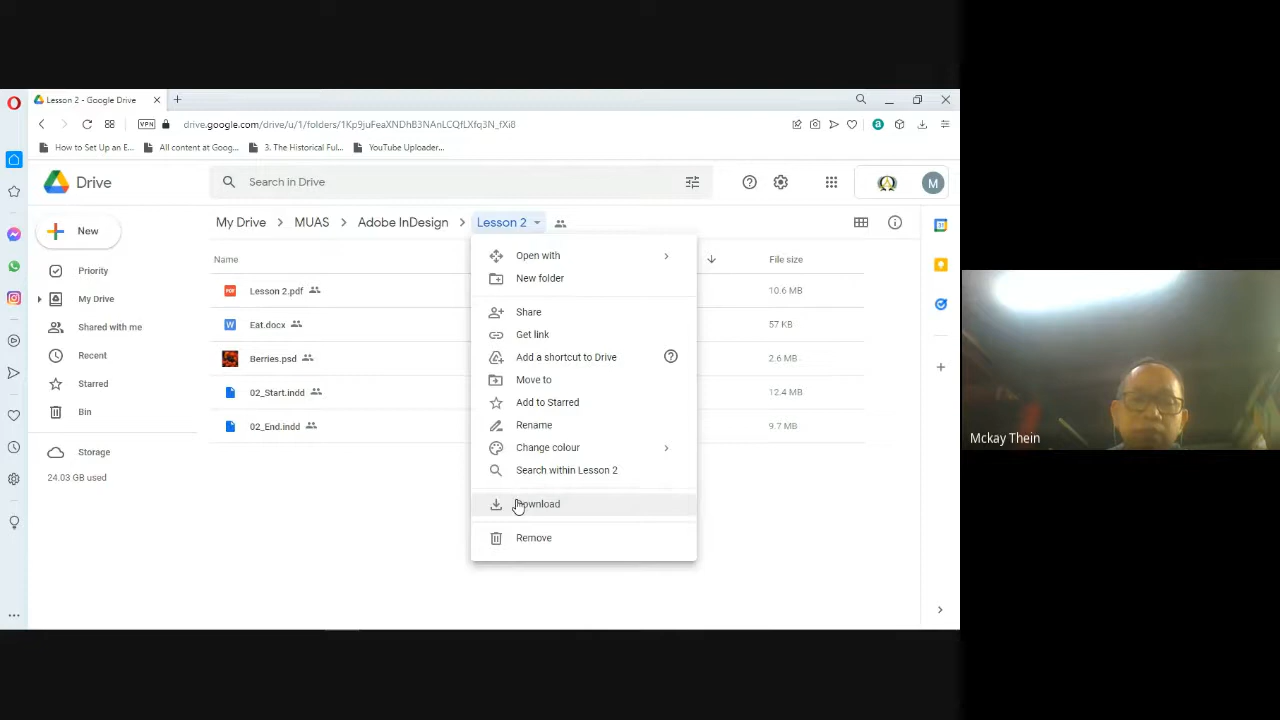 Lesson 2 - Google Drive
VPN drive.google.com/drive/u/1/folders/1Kp9juFeaXNDhB3NAnLCQfLXfq3N_fXi8
How to Set Up an E... All content at Goog... 3. The Historical Ful... YouTube Uploader...
Drive Search in Drive M
My Drive MUAS Adobe InDesign Lesson 2
New
Priority
My Drive
Shared with me
Recent
Starred
Bin
Storage
24.03 GB used
Name File size
Lesson 2.pdf 10.6 MB
Eat.docx 57 KB
Berries.psd 2.6 MB
02_Start.indd 12.4 MB
02_End.indd 9.7 MB
Open with
New folder
Share
Get link
Add a shortcut to Drive
Move to
Add to Starred
Rename
Change colour
Search within Lesson 2
Download
Remove
Mckay Thein